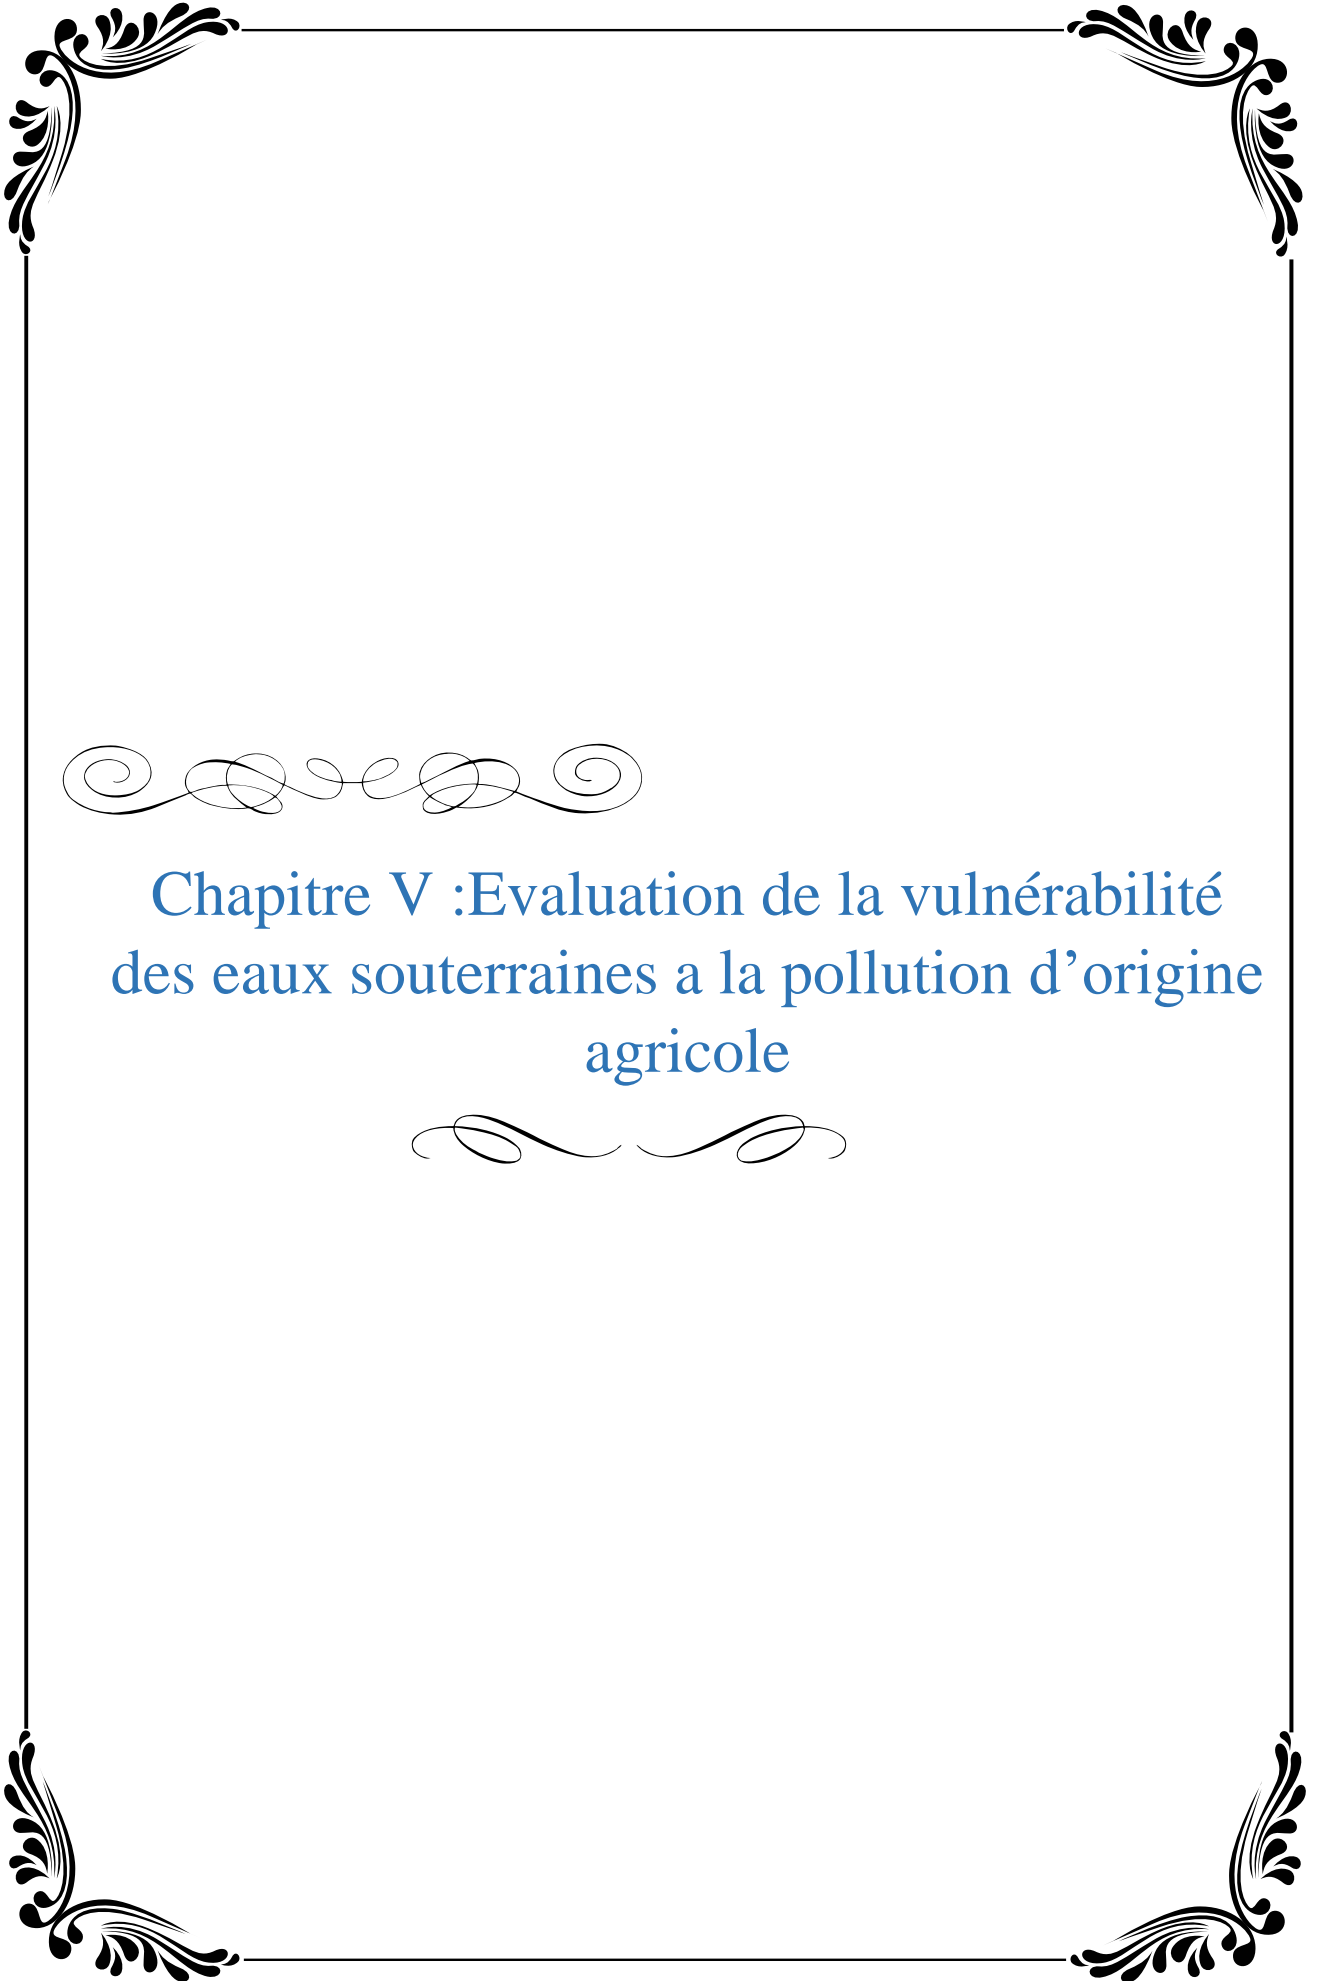 Chapitre V :Evaluation de la vulnérabilité
des eaux souterraines a la pollution d’origine
agricole